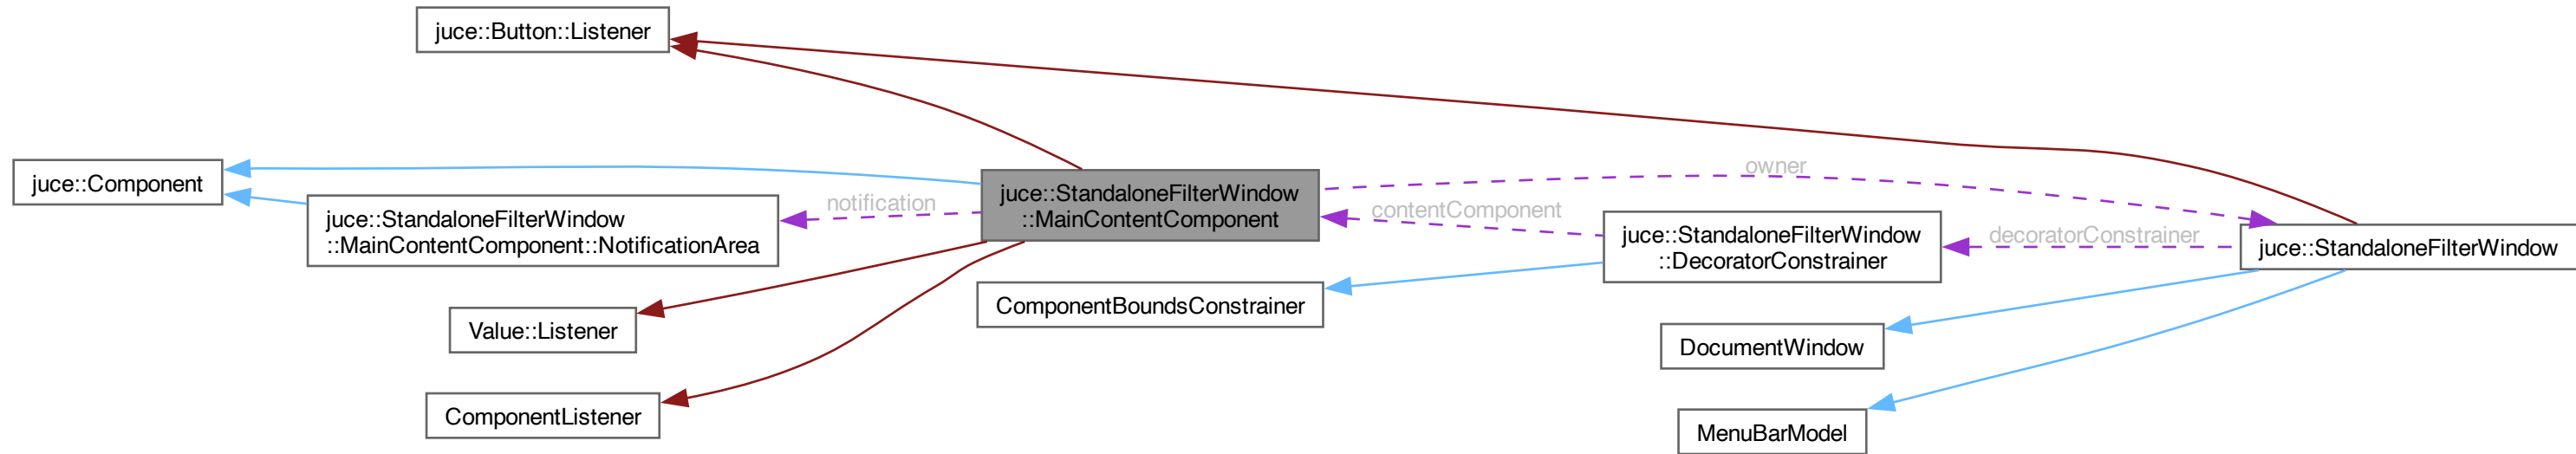 juce::Button::Listener
juce::Component
juce::StandaloneFilterWindow
::MainContentComponent::NotificationArea
notification
Value::Listener
ComponentListener
juce::StandaloneFilterWindow
::MainContentComponent
ComponentBoundsConstrainer
owner
contentComponent
juce::StandaloneFilterWindow
::DecoratorConstrainer
decoratorConstrainer
juce::StandaloneFilterWindow
DocumentWindow
MenuBarModel